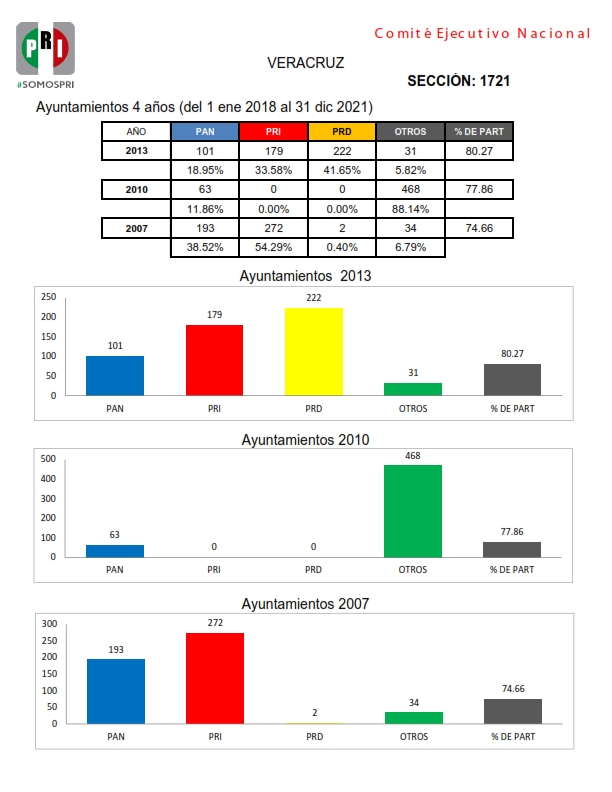 Comité Ejecutivo Nacional
PRI
#SOMOSPRI
VERACRUZ
SECCIÓN: 1721
Ayuntamientos 4 años (del 1 ene 2018 al 31 dic 2021)
AÑO PAN PRI PRD OTROS % DE PART
2013 101 179 222 31 80.27
18.95% 33.58% 41.65% 5.82%
2010 63 0 0 468 77.86
11.86% 0.00% 0.00% 88.14%
2007 193 272 2 34 74.66
38.52% 54.29% 0.40% 6.79%
Ayuntamientos 2013
250
200
150
100
50
0
101 179 222 31 80.27
PAN PRI PRD OTROS % DE PART
Ayuntamientos 2010
500
400
300
200
100
0
63 0 0 468 77.86
PAN PRI PRD OTROS % DE PART
Ayuntamientos 2007
300
250
200
150
100
50
0
193 272 2 34 74.66
PAN PRI PRD OTROS % DE PART